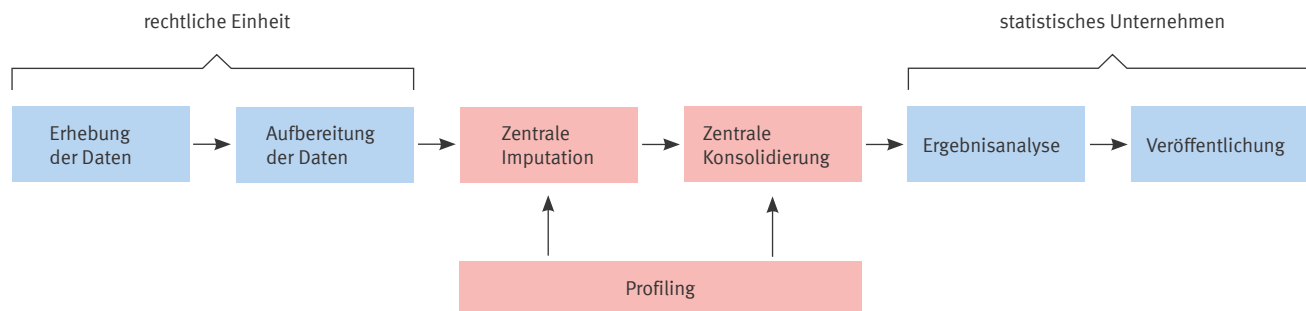 rechtliche Einheit
statistisches Unternehmen
Erhebung
der Daten
Aufbereitung
der Daten
Zentrale
Imputation
Zentrale
Konsolidierung
Ergebnisanalyse
Veröffentlichung
Profiling